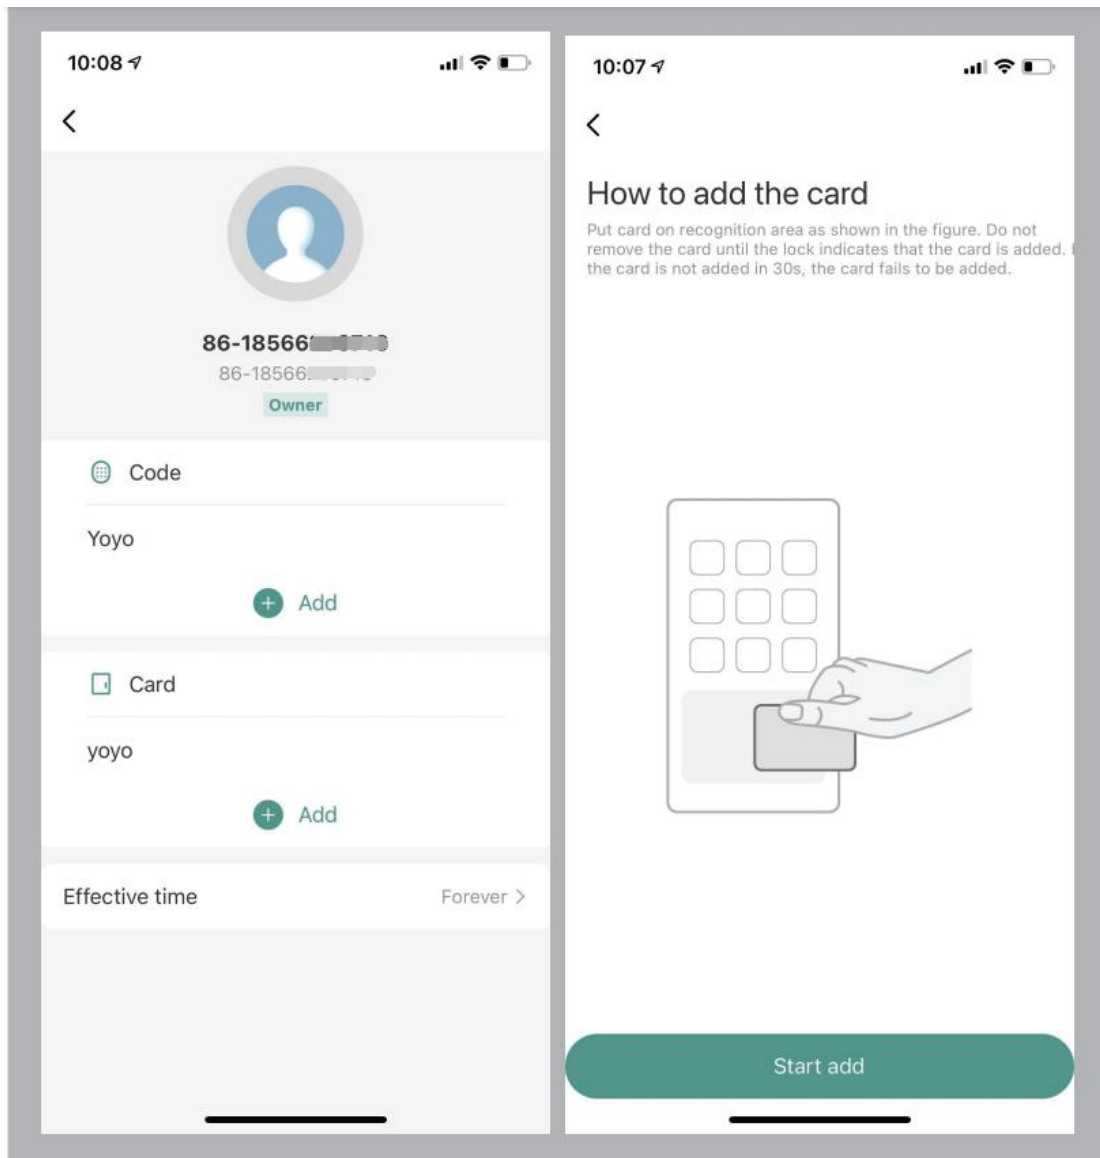 10:08
86-18566
86-18566
Owner
Code
Yoyo
Add
Card
yoyo
Add
Effective time
Forever
10:07
How to add the card
Put card on recognition area as shown in the figure. Do not
remove the card until the lock indicates that the card is added.
the card is not added in 30s, the card fails to be added.
Start add